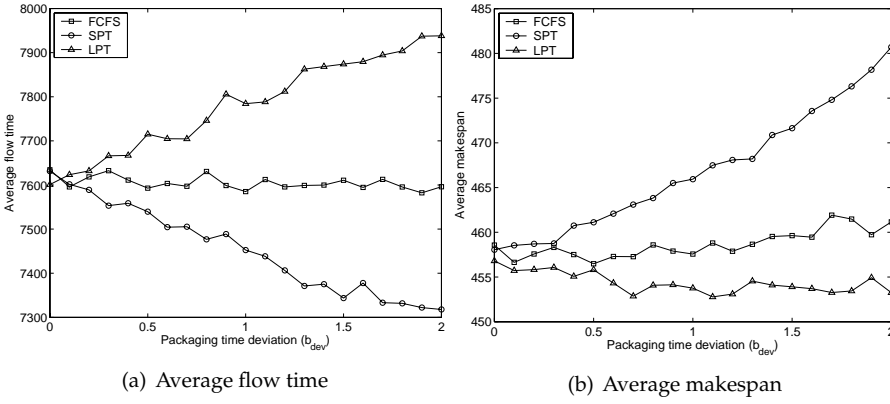 8000
7900
7800
7700
7600
7500
7400
7300
Average flow time
FCFS
SPT
LPT
0 0.5 1 1.5 2
Packaging time deviation (b_dev)
(a) Average flow time
485
480
475
470
465
460
455
450
Average makespan
FCFS
SPT
LPT
0 0.5 1 1.5 2
Packaging time deviation (b_dev)
(b) Average makespan